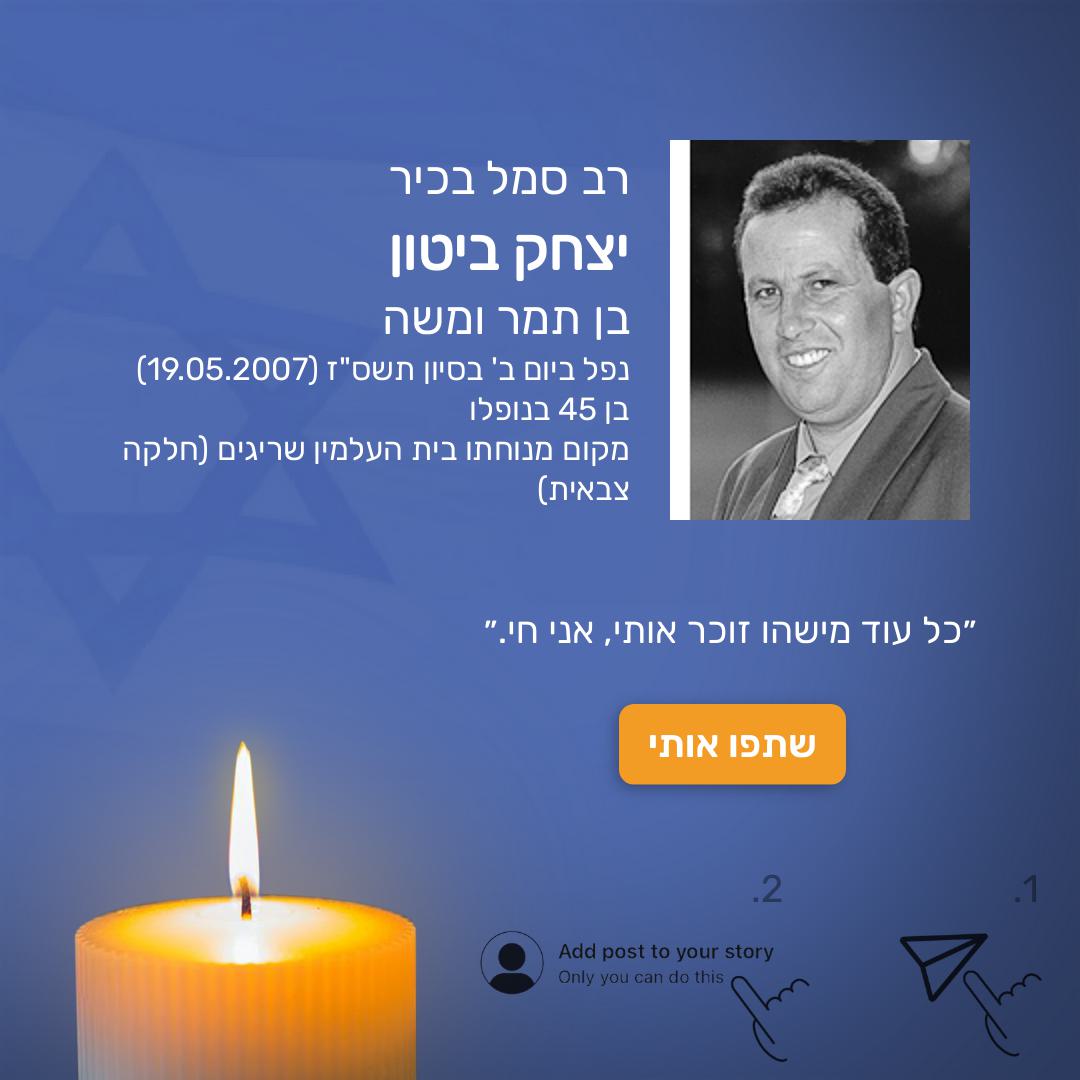 רב סמל בכיר
יצחק ביטון
בן תמר ומשה
נפל ביום ב' בסיון תשס"ז (19.05.2007)
בן 45 בנופלו
מקום מנוחתו בית העלמין שריגים (חלקה
צבאית)
״כל עוד מישהו זוכר אותי, אני חי.״
שתפו אותי
1.
2.
Add post to your story
Only you can do this